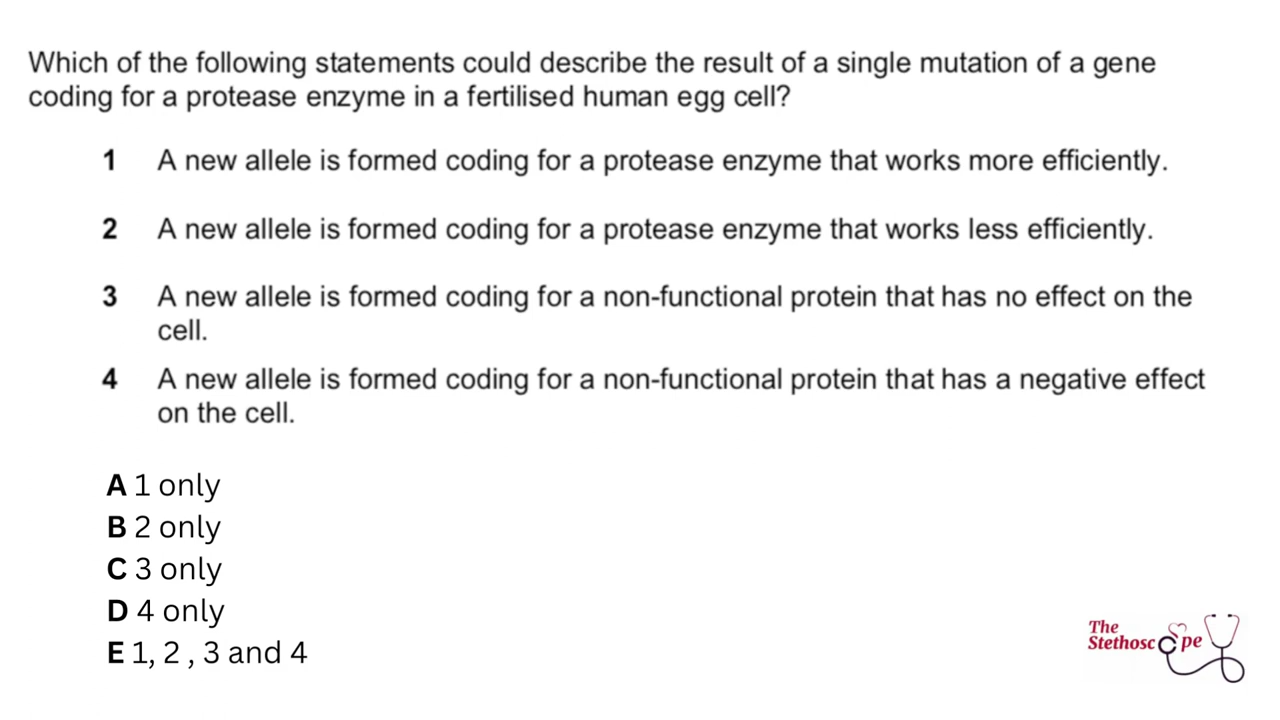 Which of the following statements could describe the result of a single mutation of a gene
coding for a protease enzyme in a fertilised human egg cell?
1 A new allele is formed coding for a protease enzyme that works more efficiently.
2 A new allele is formed coding for a protease enzyme that works less efficiently.
3 A new allele is formed coding for a non-functional protein that has no effect on the
cell.
4 A new allele is formed coding for a non-functional protein that has a negative effect
on the cell.
A 1 only
B 2 only
C 3 only
D 4 only
E 1, 2 , 3 and 4
The
Stethoscope